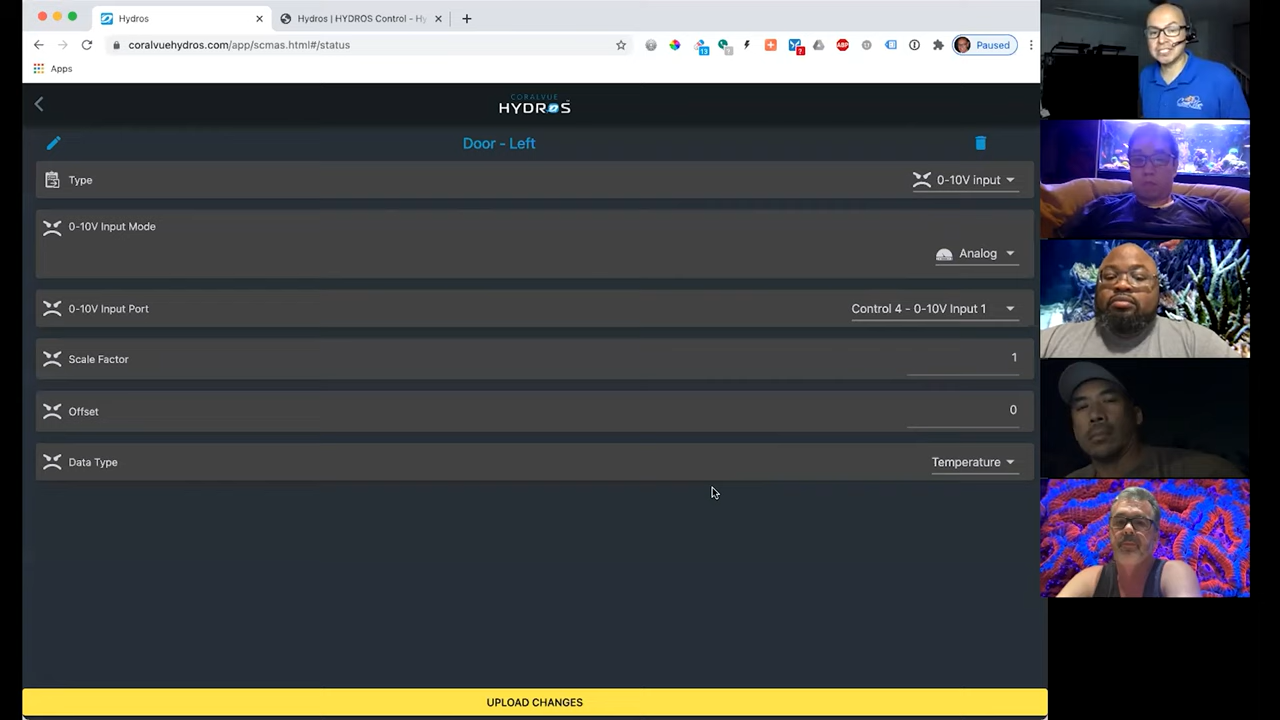 Hydros
Hydros | HYDROS Control - Hy
coralvuehydros.com/app/scmas.html#/status
13
?
ABP
Paused
Apps
CORALVUE
HYDROS
Door - Left
Type
0-10V input
0-10V Input Mode
Analog
0-10V Input Port
Control 4 - 0-10V Input 1
Scale Factor
1
Offset
0
Data Type
Temperature
UPLOAD CHANGES